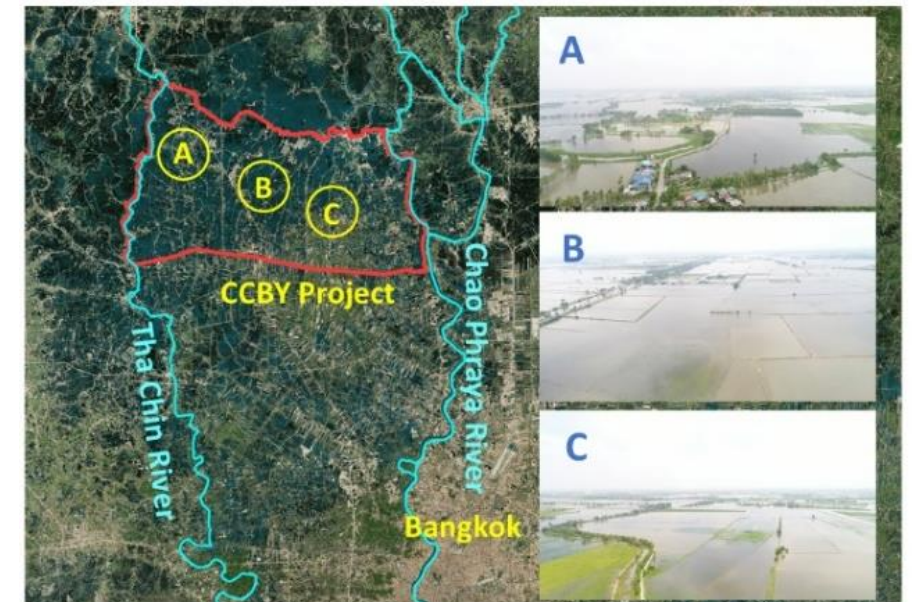 A
B
C
CCBY Project
Tha Chin River
Chao Phraya River
Bangkok
A
B
C